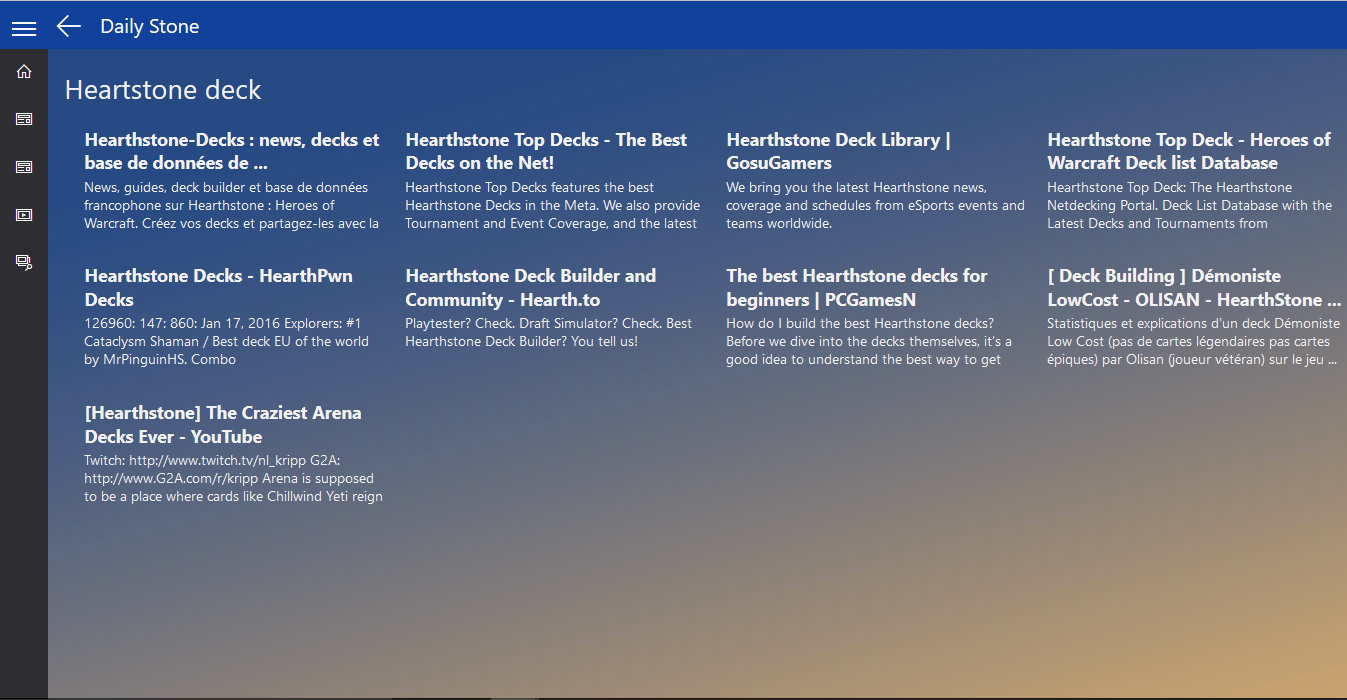 Daily Stone
Heartstone deck
Hearthstone-Decks : news, decks et
base de données de ...
News, guides, deck builder et base de données
francophone sur Hearthstone : Heroes of
Warcraft. Créez vos decks et partagez-les avec la
Hearthstone Top Decks - The Best
Decks on the Net!
Hearthstone Top Decks features the best
Hearthstone Decks in the Meta. We also provide
Tournament and Event Coverage, and the latest
Hearthstone Deck Library |
GosuGamers
We bring you the latest Hearthstone news,
coverage and schedules from eSports events and
teams worldwide.
Hearthstone Top Deck - Heroes of
Warcraft Deck list Database
Hearthstone Top Deck: The Hearthstone
Netdecking Portal. Deck List Database with the
Latest Decks and Tournaments from
Hearthstone Decks - HearthPwn
Decks
126960: 147: 860: Jan 17, 2016 Explorers: #1
Cataclysm Shaman / Best deck EU of the world
by MrPinguinHS. Combo
Hearthstone Deck Builder and
Community - Hearth.to
Playtester? Check. Draft Simulator? Check. Best
Hearthstone Deck Builder? You tell us!
The best Hearthstone decks for
beginners | PCGamesN
How do I build the best Hearthstone decks?
Before we dive into the decks themselves, it's a
good idea to understand the best way to get
[ Deck Building ] Démoniste
LowCost - OLISAN - HearthStone ...
Statistiques et explications d'un deck Démoniste
Low Cost (pas de cartes légendaires pas cartes
épiques) par Olisan (joueur vétéran) sur le jeu ...
[Hearthstone] The Craziest Arena
Decks Ever - YouTube
Twitch: http://www.twitch.tv/nl_kripp G2A:
http://www.G2A.com/r/kripp Arena is supposed
to be a place where cards like Chillwind Yeti reign